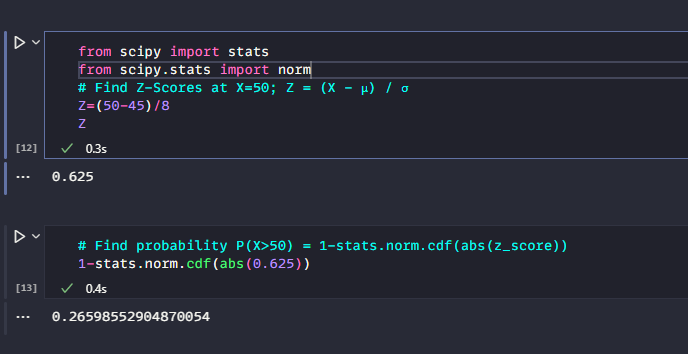 from scipy import stats
from scipy.stats import norm
# Find Z-Scores at X=50; Z = (X - μ) / σ
Z=(50-45)/8
Z
[12] ✓ 0.3s
... 0.625
# Find probability P(X>50) = 1-stats.norm.cdf(abs(z_score))
1-stats.norm.cdf(abs(0.625))
[13] ✓ 0.4s
... 0.26598552904870054